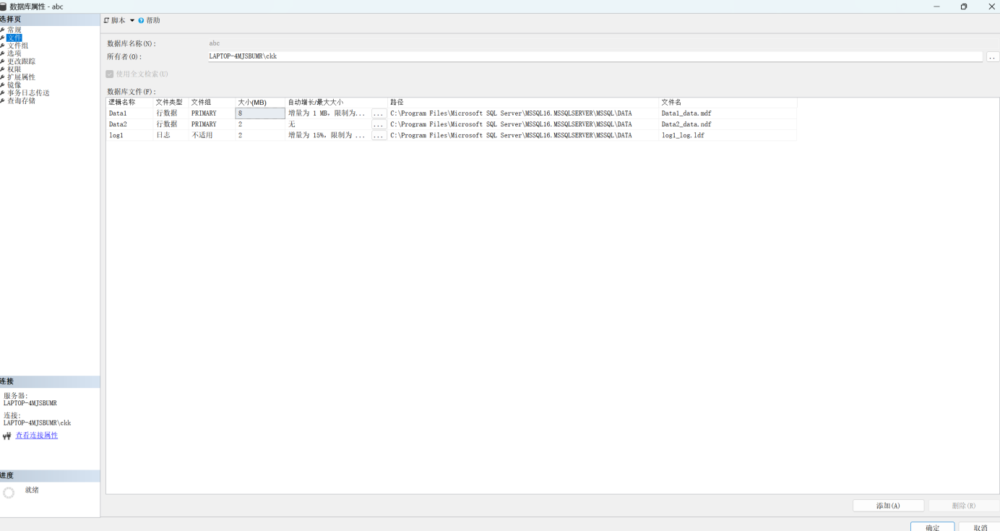 数据库属性 - abc
选择页
常规
文件
文件组
选项
更改跟踪
权限
扩展属性
镜像
事务日志传送
查询存储
脚本 帮助
数据库名称(N): abc
所有者(O): LAPTOP-4MJSBUMR\ckk ..
使用全文检索(U)
数据库文件(F):
逻辑名称 文件类型 文件组 大小(MB) 自动增长/最大大小 路径 文件名
Data1 行数据 PRIMARY 8 增量为 1 MB，限制为... ... C:\Program Files\Microsoft SQL Server\MSSQL16.MSSQLSERVER\MSSQL\DATA Data1_data.mdf
Data2 行数据 PRIMARY 2 无 ... C:\Program Files\Microsoft SQL Server\MSSQL16.MSSQLSERVER\MSSQL\DATA Data2_data.ndf
log1 日志 不适用 2 增量为 15%，限制为 ... ... C:\Program Files\Microsoft SQL Server\MSSQL16.MSSQLSERVER\MSSQL\DATA log1_log.ldf
连接
服务器:
LAPTOP-4MJSBUMR
连接:
LAPTOP-4MJSBUMR\ckk
查看连接属性
进度
就绪
添加(A) 删除(R)
确定 取消